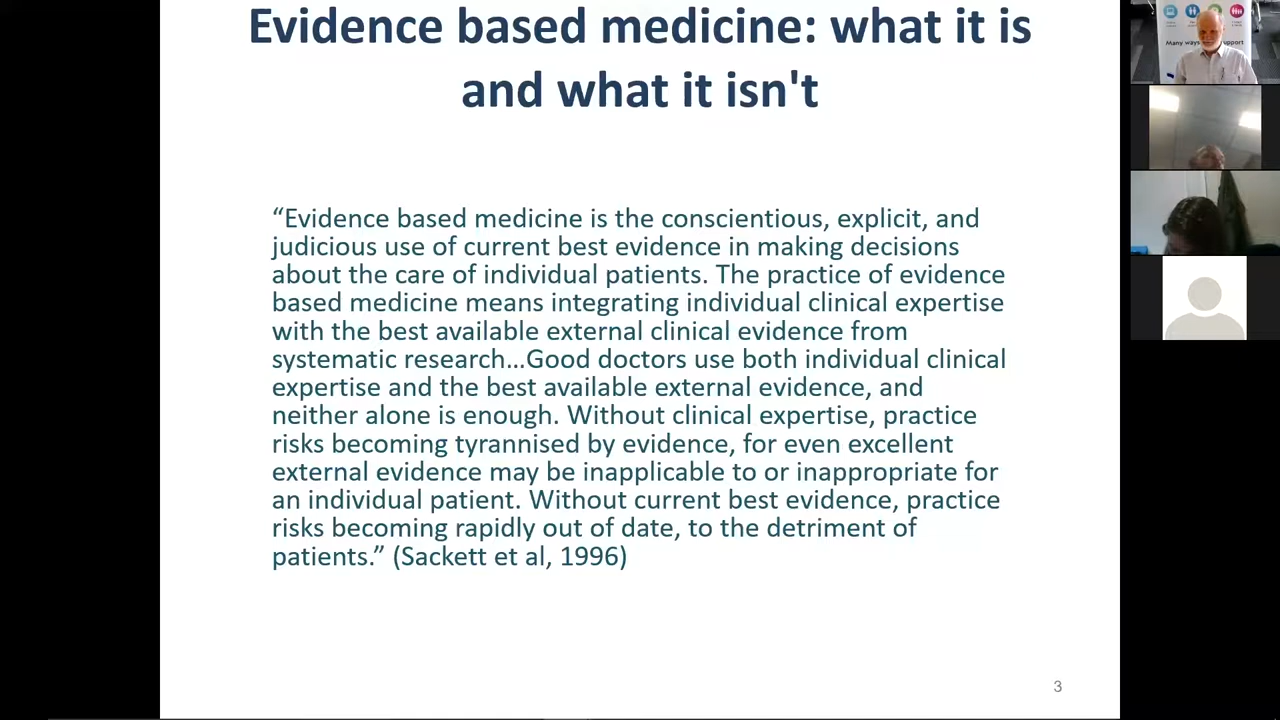 Evidence based medicine: what it is
and what it isn't
“Evidence based medicine is the conscientious, explicit, and
judicious use of current best evidence in making decisions
about the care of individual patients. The practice of evidence
based medicine means integrating individual clinical expertise
with the best available external clinical evidence from
systematic research...Good doctors use both individual clinical
expertise and the best available external evidence, and
neither alone is enough. Without clinical expertise, practice
risks becoming tyrannised by evidence, for even excellent
external evidence may be inapplicable to or inappropriate for
an individual patient. Without current best evidence, practice
risks becoming rapidly out of date, to the detriment of
patients.” (Sackett et al, 1996)
3
Many ways support